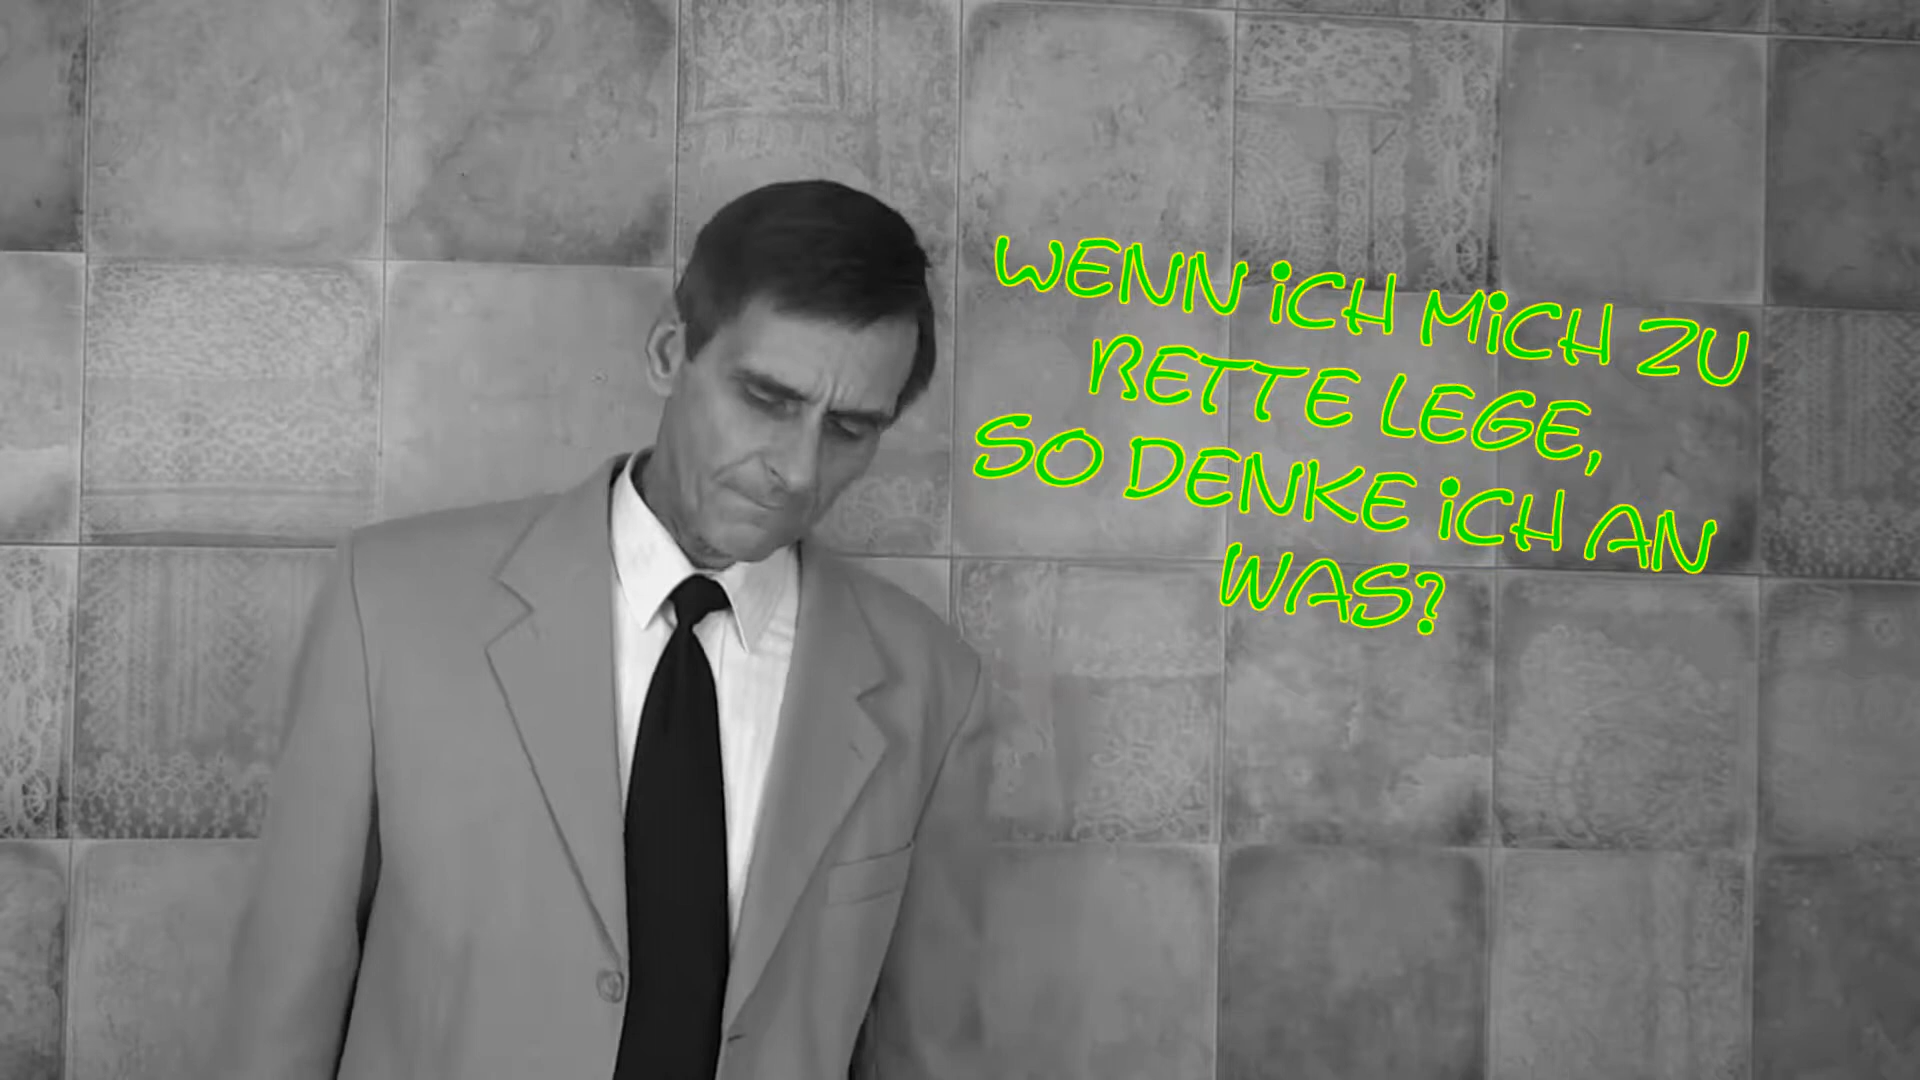 WENN iCH MiCH ZU
BETTE LEGE,
SO DENKE iCH AN
WAS?